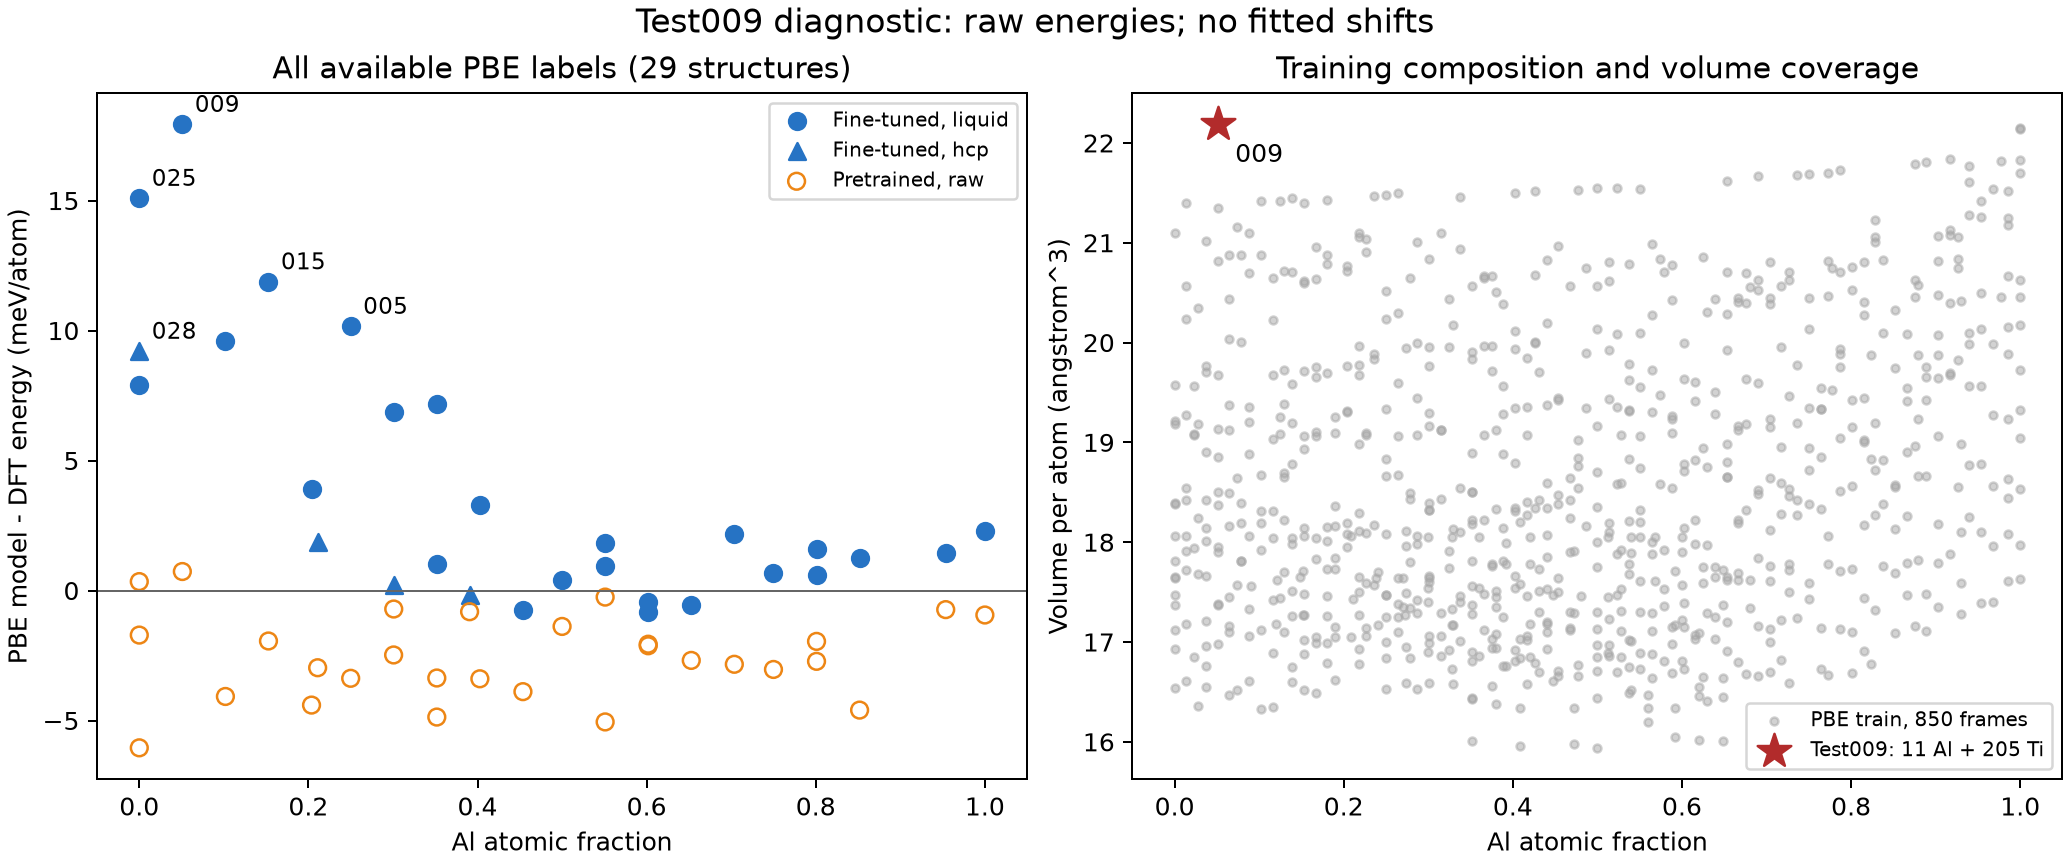 Test009 diagnostic: raw energies; no fitted shifts
All available PBE labels (29 structures)
PBE model - DFT energy (meV/atom)
15
10
5
0
−5
009
025
015
005
028
Fine-tuned, liquid
Fine-tuned, hcp
Pretrained, raw
0.0 0.2 0.4 0.6 0.8 1.0
Al atomic fraction
Training composition and volume coverage
Volume per atom (angstrom^3)
22
21
20
19
18
17
16
009
PBE train, 850 frames
Test009: 11 Al + 205 Ti
0.0 0.2 0.4 0.6 0.8 1.0
Al atomic fraction